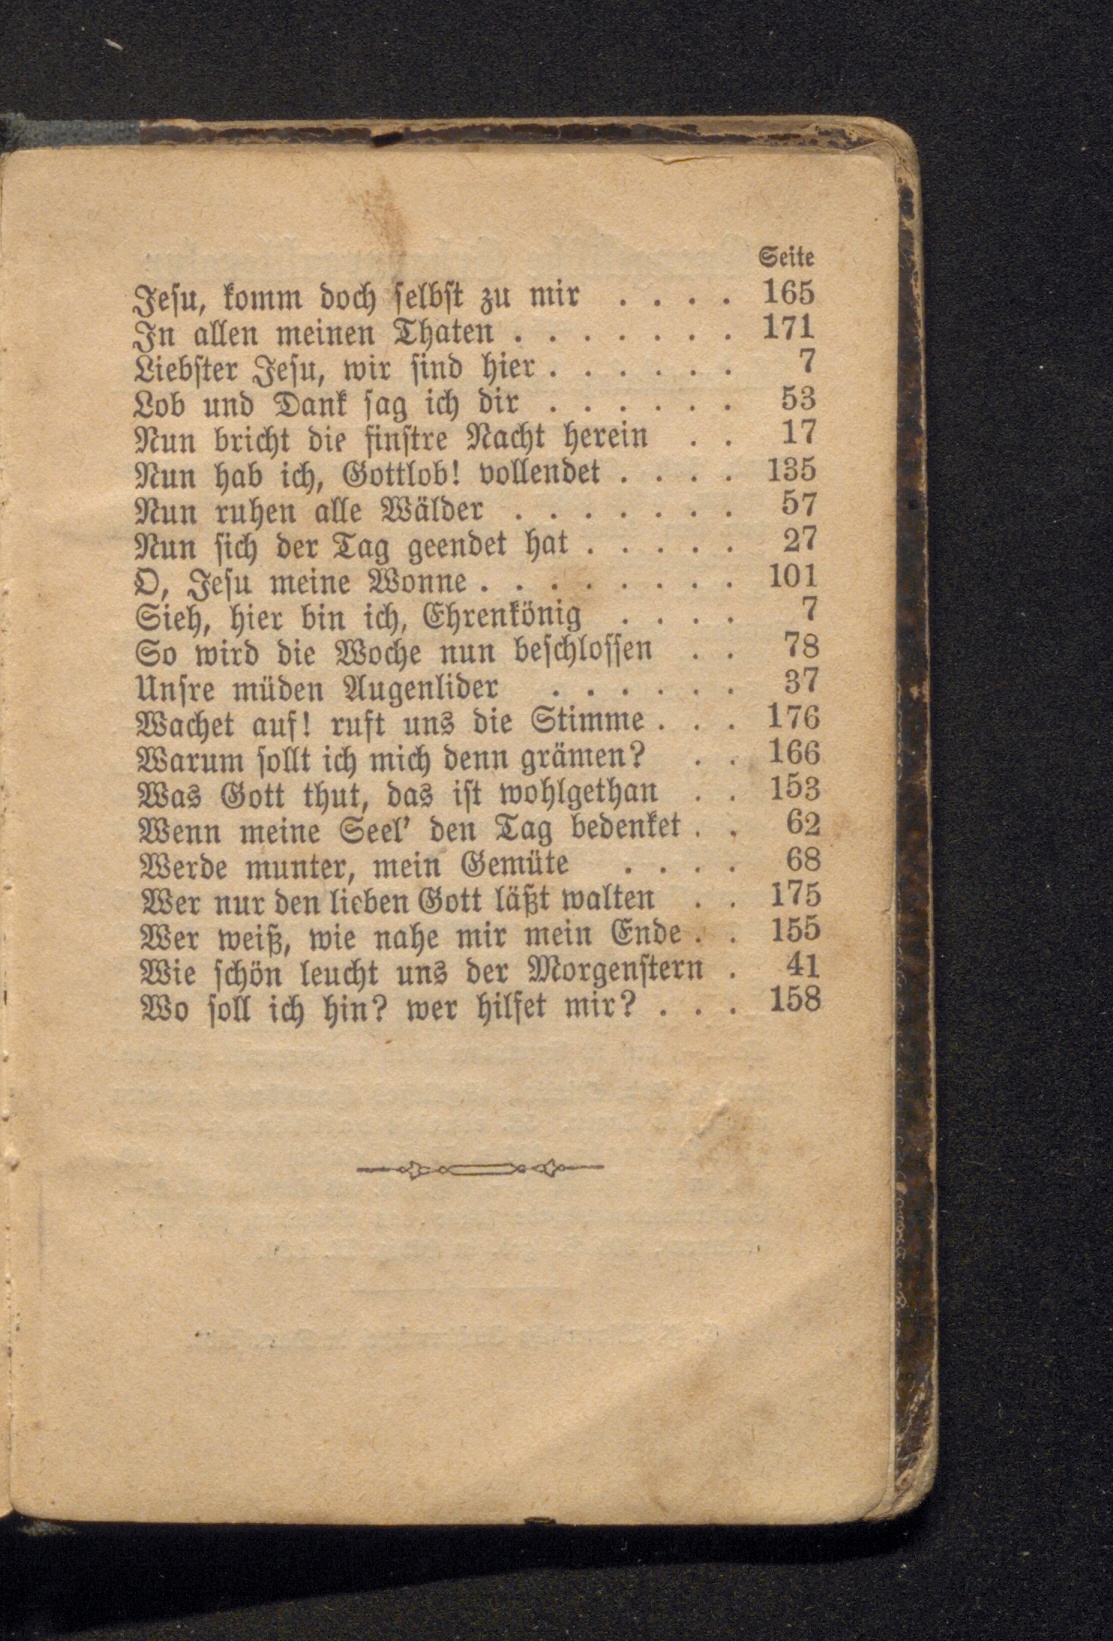 Seite
Jesu, komm doch selbst zu mir . . . . 165
In allen meinen Thaten . . . . . . . 171
Liebster Jesu, wir sind hier . . . . . . 7
Lob und Dank sag ich dir . . . . . . 53
Nun bricht die finstre Nacht herein . . 17
Nun hab ich, Gottlob! vollendet . . . . 135
Nun ruhen alle Wälder . . . . . . . 57
Nun sich der Tag geendet hat . . . . . 27
O, Jesu meine Wonne . . . . . . . . 101
Sieh, hier bin ich, Ehrenkönig . . . . 7
So wird die Woche nun beschlossen . . 78
Unsre müden Augenlider . . . . . . 37
Wachet auf! ruft uns die Stimme . . . 176
Warum sollt ich mich denn grämen? . . 166
Was Gott thut, das ist wohlgethan . . 153
Wenn meine Seel' den Tag bedenket . . 62
Werde munter, mein Gemüte . . . . 68
Wer nur den lieben Gott läßt walten . . 175
Wer weiß, wie nahe mir mein Ende . . 155
Wie schön leucht uns der Morgenstern . 41
Wo soll ich hin? wer hilfet mir? . . . 158